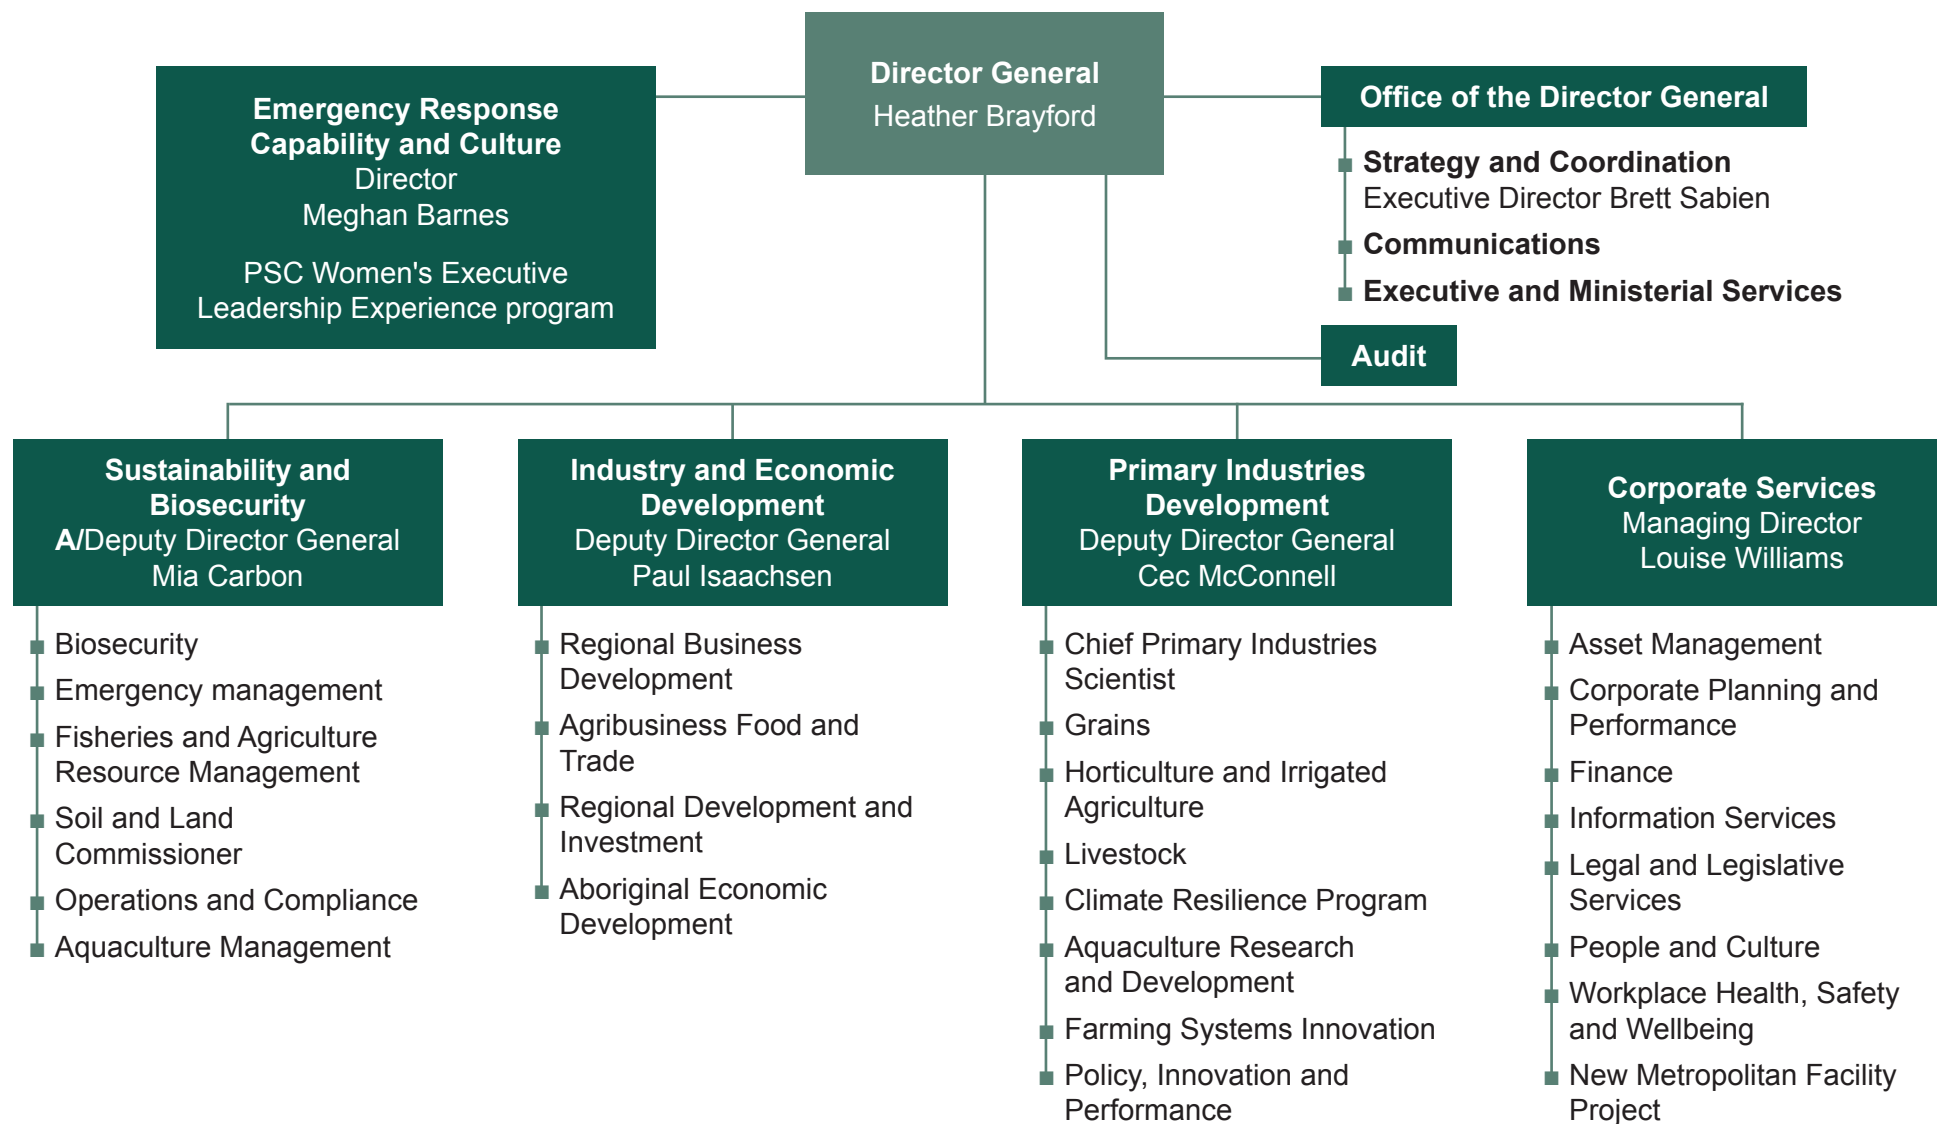 Director General
Heather Brayford
Emergency Response
Capability and Culture
Director
Meghan Barnes
PSC Women's Executive
Leadership Experience program
Office of the Director General
Strategy and Coordination
Executive Director Brett Sabien
Communications
Executive and Ministerial Services
Audit
Sustainability and
Biosecurity
A/Deputy Director General
Mia Carbon
Biosecurity
Emergency management
Fisheries and Agriculture
Resource Management
Soil and Land
Commissioner
Operations and Compliance
Aquaculture Management
Industry and Economic
Development
Deputy Director General
Paul Isaachsen
Regional Business
Development
Agribusiness Food and
Trade
Regional Development and
Investment
Aboriginal Economic
Development
Primary Industries
Development
Deputy Director General
Cec McConnell
Chief Primary Industries
Scientist
Grains
Horticulture and Irrigated
Agriculture
Livestock
Climate Resilience Program
Aquaculture Research
and Development
Farming Systems Innovation
Policy, Innovation and
Performance
Corporate Services
Managing Director
Louise Williams
Asset Management
Corporate Planning and
Performance
Finance
Information Services
Legal and Legislative
Services
People and Culture
Workplace Health, Safety
and Wellbeing
New Metropolitan Facility
Project